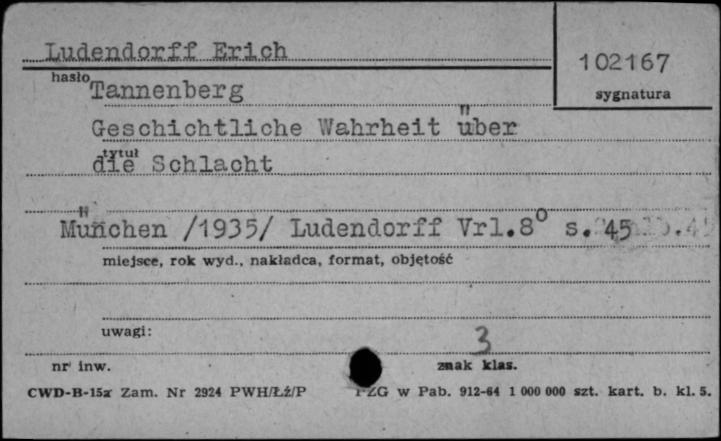 Ludendorff Erich
102167
hasło
sygnatura
Tannenberg
Geschichtliche Wahrheit über
tytuł
die Schlacht
München /1935/ Ludendorff Vrl.8° s. 45
miejsce, rok wyd., nakładca, format, objętość
uwagi:
3
nr inw.
znak klas.
CWD-B-15a Zam. Nr 2924 PWH/Łź/P
PZG w Pab. 912-64 1 000 000 szt. kart. b. kl. 5.